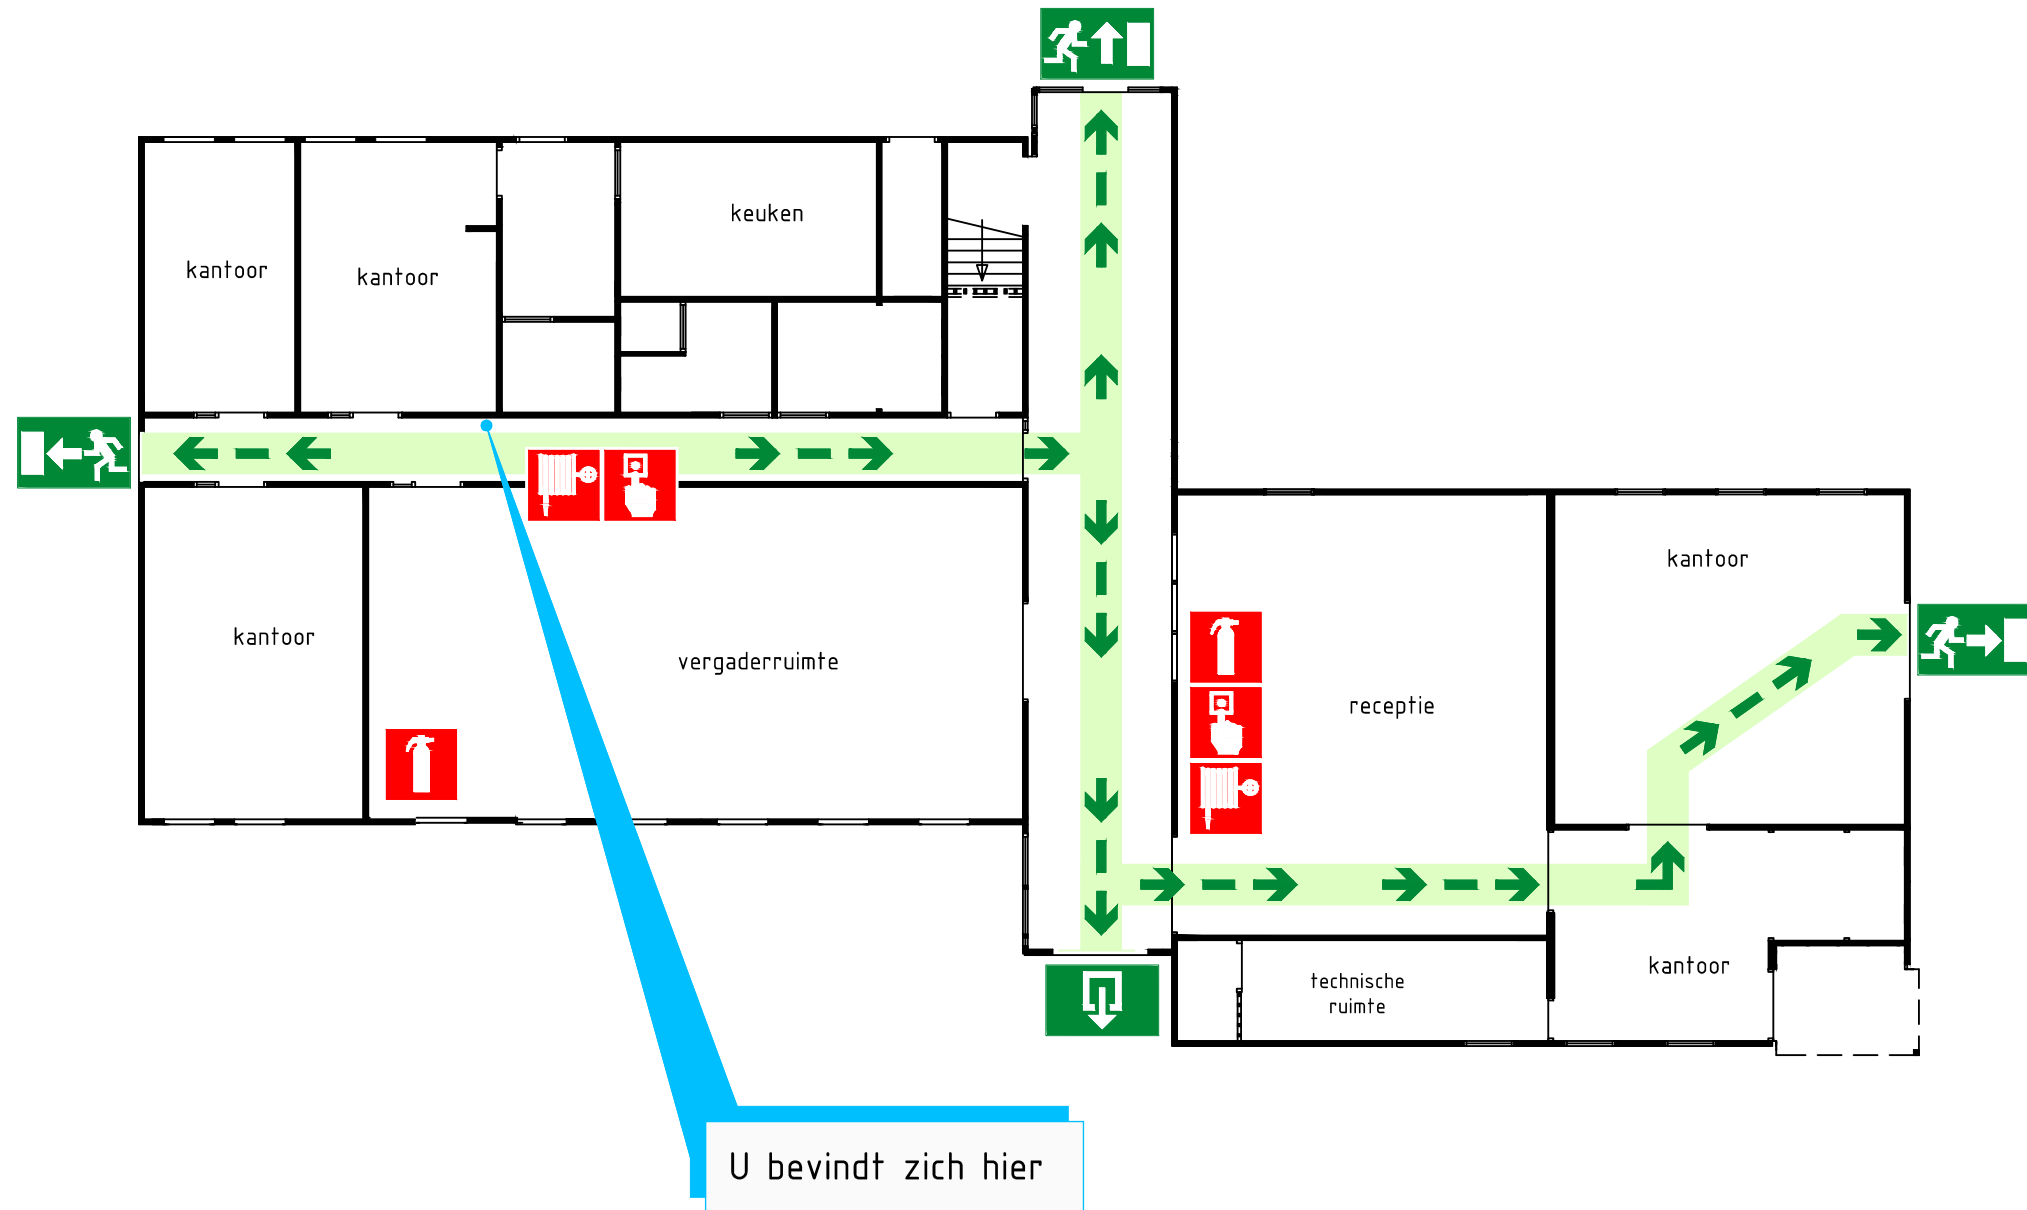 keuken
kantoor
kantoor
kantoor
kantoor
vergaderruimte
receptie
kantoor
technische
ruimte
U bevindt zich hier